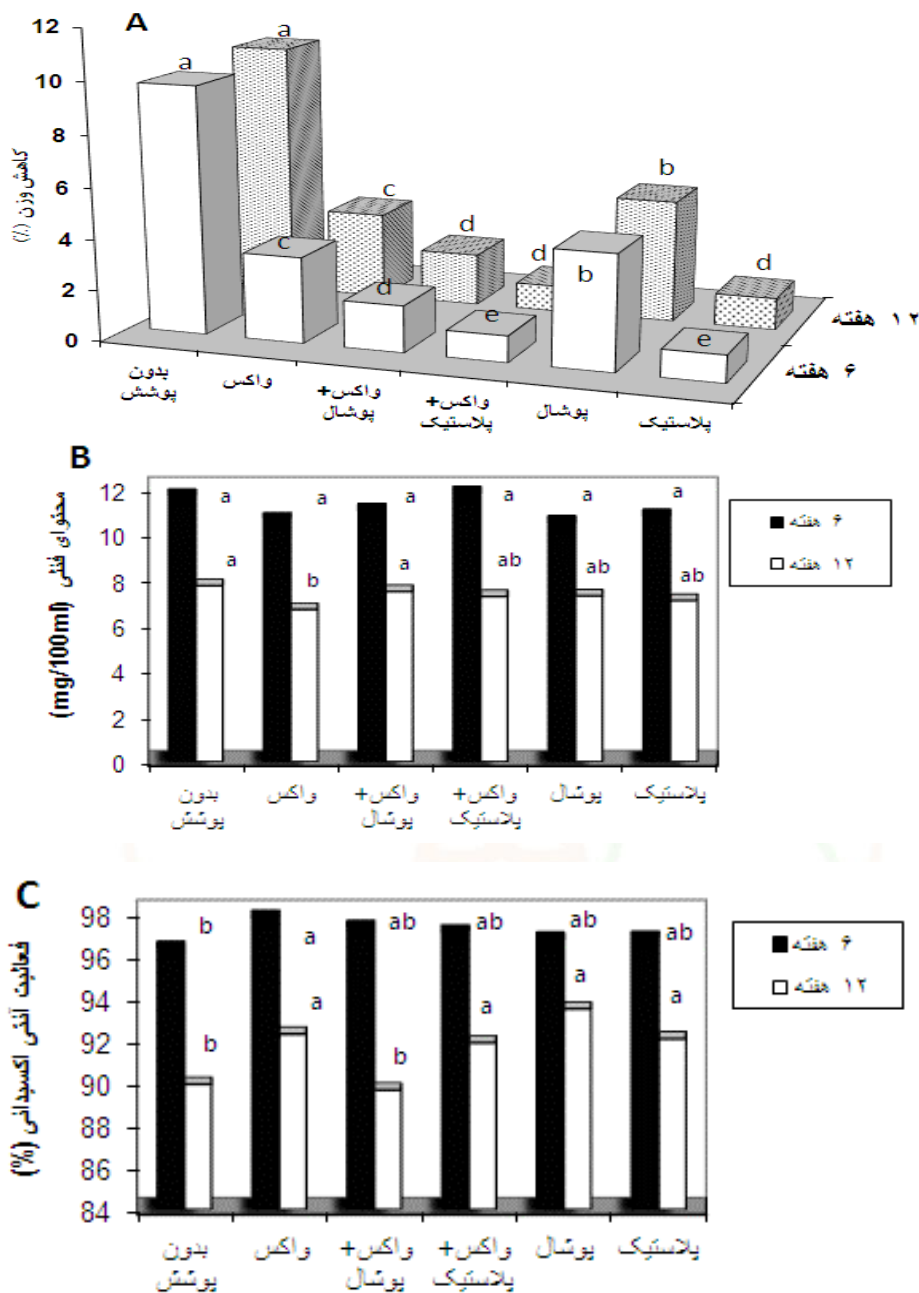 A
12
10
8
6
4
2
0
کاهش وزن (٪)
a
a
c
c
d
d
d
e
b
b
d
e
۱۲ هفته
۶ هفته
بدون
پوشش
واکس
واکس+
پوشال
واکس+
پلاستیک
پوشال
پلاستیک
B
محتوای فنلی (mg/100ml)
12
10
8
6
4
2
0
a a a a a a
a b a ab ab ab
۶ هفته
۱۲ هفته
بدون
پوشش
واکس
واکس+
پوشال
واکس+
پلاستیک
پوشال
پلاستیک
C
فعالیت آنتی اکسیدانی (%)
98
96
94
92
90
88
86
84
b a ab ab ab ab
b a b a a a
۶ هفته
۱۲ هفته
بدون
پوشش
واکس
واکس+
پوشال
واکس+
پلاستیک
پوشال
پلاستیک